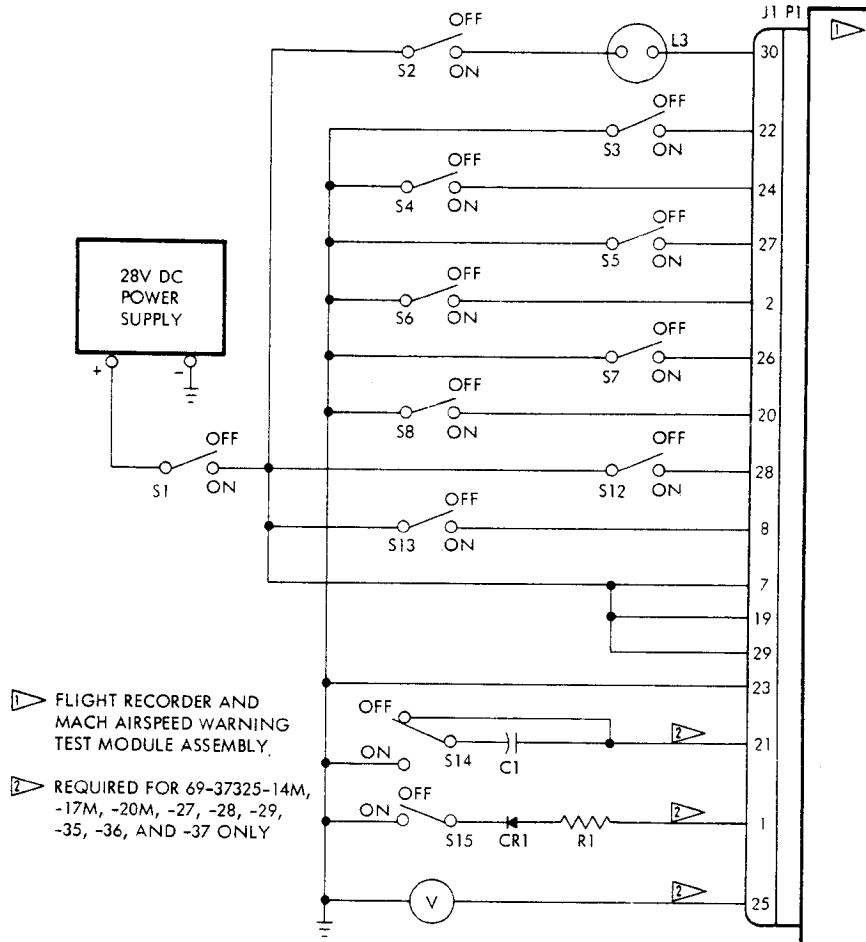 J1 P1
1
OFF
S2 ON
L3
30
OFF
S3 ON
22
OFF
S4 ON
24
OFF
S5 ON
27
28V DC
POWER
SUPPLY
+ -
OFF
S6 ON
2
OFF
S7 ON
26
OFF
S8 ON
20
OFF
S1 ON
OFF
S12 ON
28
OFF
S13 ON
8
7
19
29
23
1 FLIGHT RECORDER AND
MACH AIRSPEED WARNING
TEST MODULE ASSEMBLY.
2 REQUIRED FOR 69-37325-14M,
-17M, -20M, -27, -28, -29,
-35, -36, AND -37 ONLY
OFF
ON
S14 C1
2
21
OFF
ON
S15 CR1 R1
2
1
V
2
25